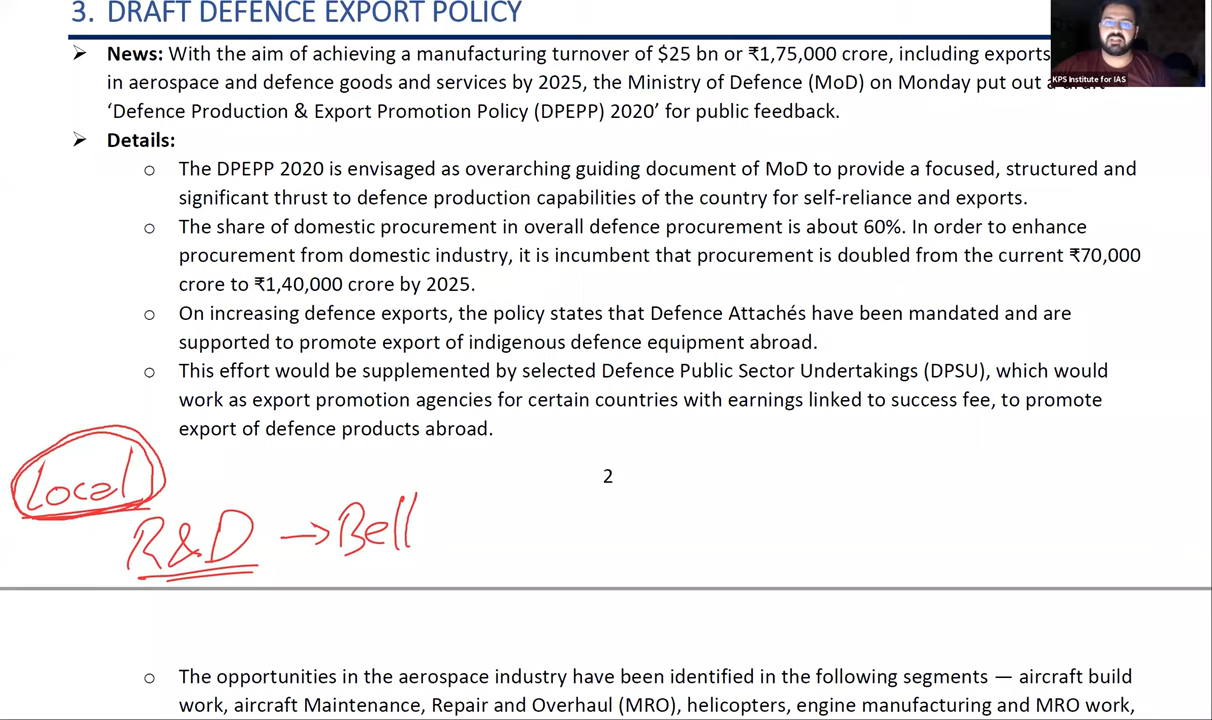 3. DRAFT DEFENCE EXPORT POLICY
KPS Institute for IAS
➤ News: With the aim of achieving a manufacturing turnover of $25 bn or ₹1,75,000 crore, including exports
in aerospace and defence goods and services by 2025, the Ministry of Defence (MoD) on Monday put out a draft
‘Defence Production & Export Promotion Policy (DPEPP) 2020’ for public feedback.
➤ Details:
o The DPEPP 2020 is envisaged as overarching guiding document of MoD to provide a focused, structured and
significant thrust to defence production capabilities of the country for self-reliance and exports.
o The share of domestic procurement in overall defence procurement is about 60%. In order to enhance
procurement from domestic industry, it is incumbent that procurement is doubled from the current ₹70,000
crore to ₹1,40,000 crore by 2025.
o On increasing defence exports, the policy states that Defence Attachés have been mandated and are
supported to promote export of indigenous defence equipment abroad.
o This effort would be supplemented by selected Defence Public Sector Undertakings (DPSU), which would
work as export promotion agencies for certain countries with earnings linked to success fee, to promote
export of defence products abroad.
2
Local
R&D → Bell
o The opportunities in the aerospace industry have been identified in the following segments — aircraft build
work, aircraft Maintenance, Repair and Overhaul (MRO), helicopters, engine manufacturing and MRO work,